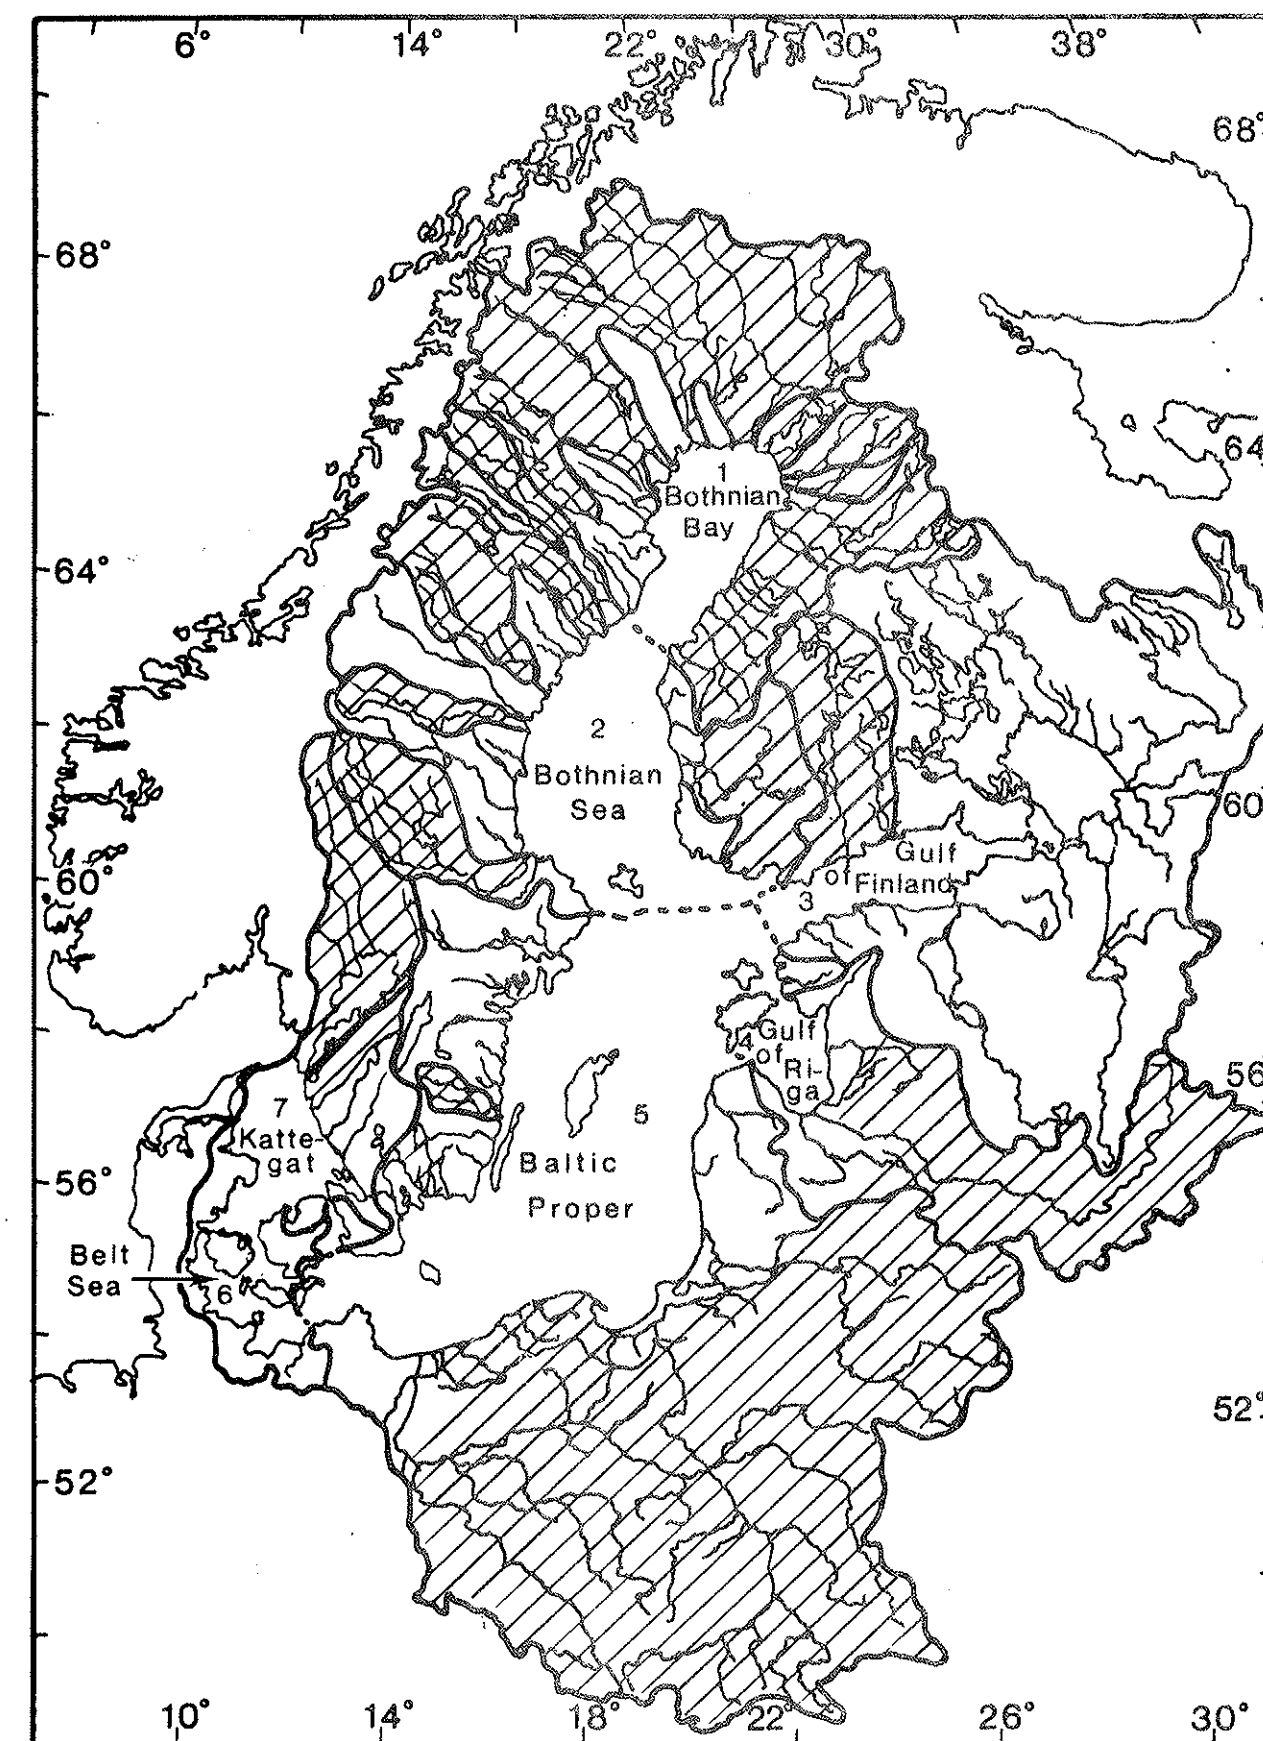 6° 14° 22° 30° 38°
68°
68°
64
1
Bothnian
Bay
64°
2
Bothnian
Sea
60
Gulf
of Finland
60°
3
4 Gulf
of
Ri-
ga
56
7
Katte-
gat
5
56°
Baltic
Proper
Belt
Sea
6
52°
52°
10° 14° 18° 22° 26° 30°